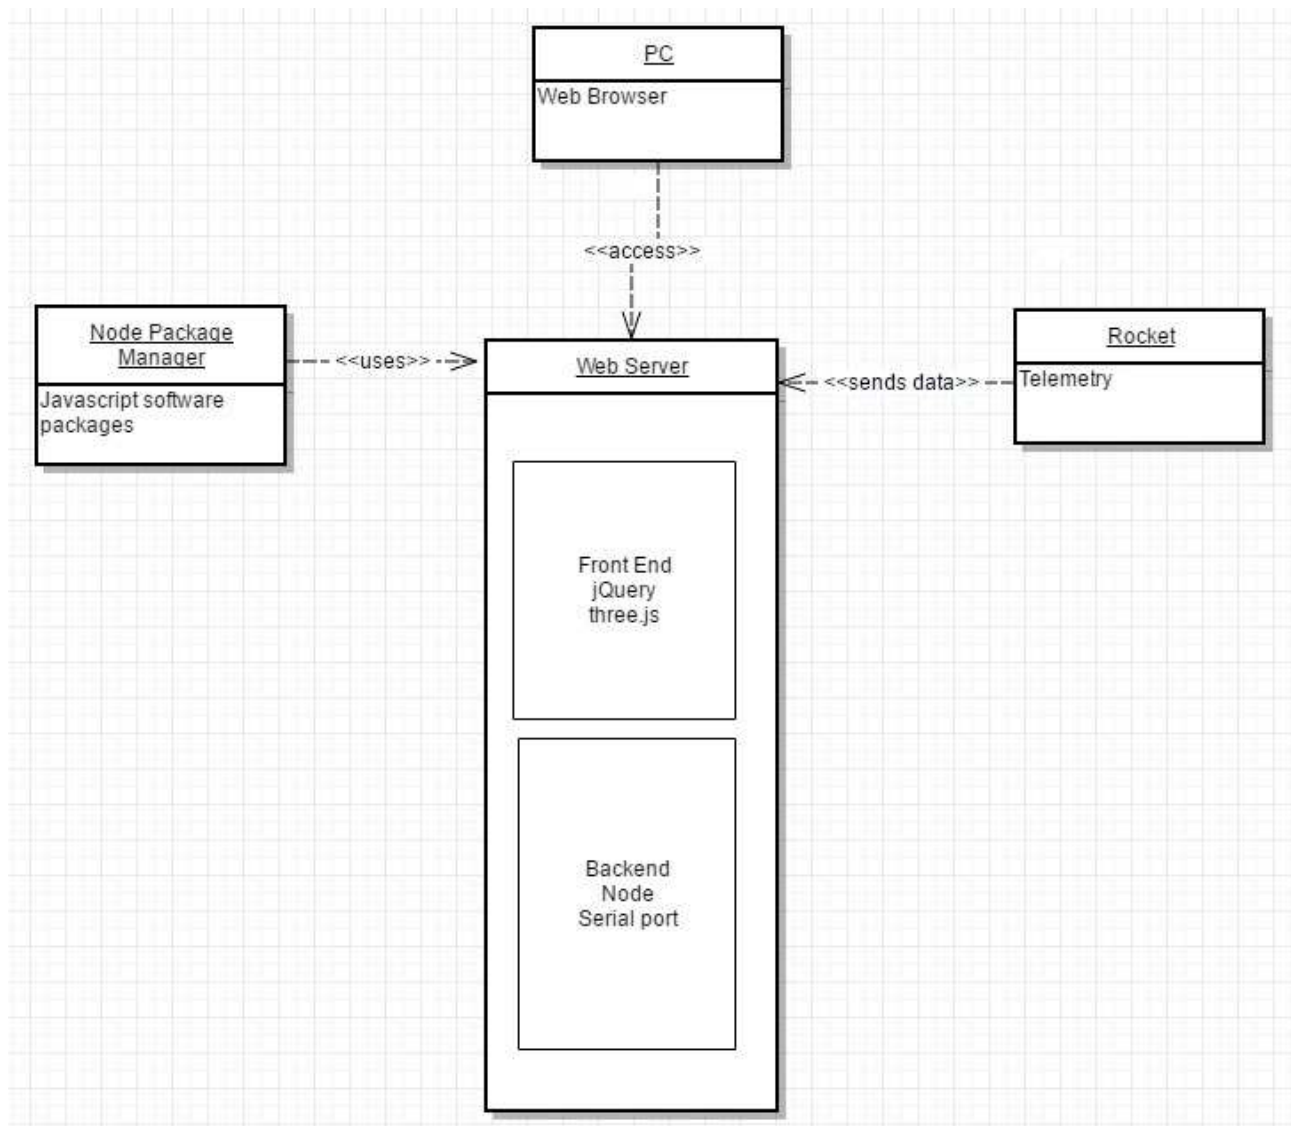 PC
Web Browser
<<access>>
Node Package
Manager
Javascript software
packages
<<uses>>
Web Server
<<sends data>>
Rocket
Telemetry
Front End
jQuery
three.js
Backend
Node
Serial port